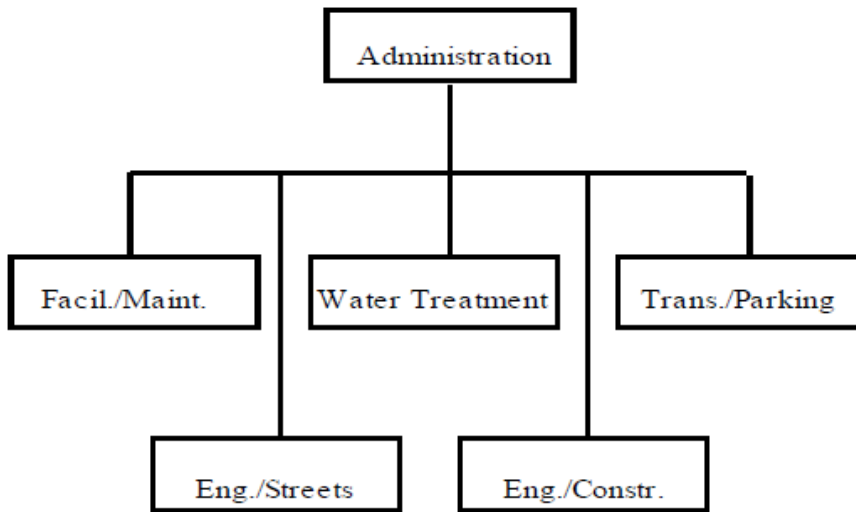 Administration
Facil./Maint.
Water Treatment
Trans./Parking
Eng./Streets
Eng./Constr.